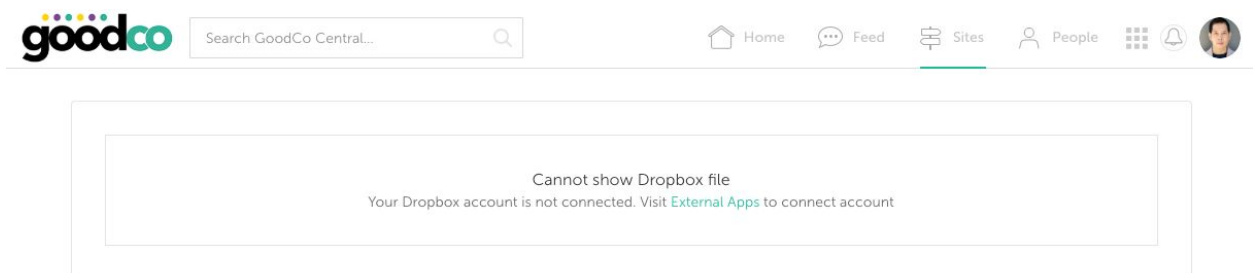 goodco
Search GoodCo Central...
Home
Feed
Sites
People
Cannot show Dropbox file
Your Dropbox account is not connected. Visit External Apps to connect account